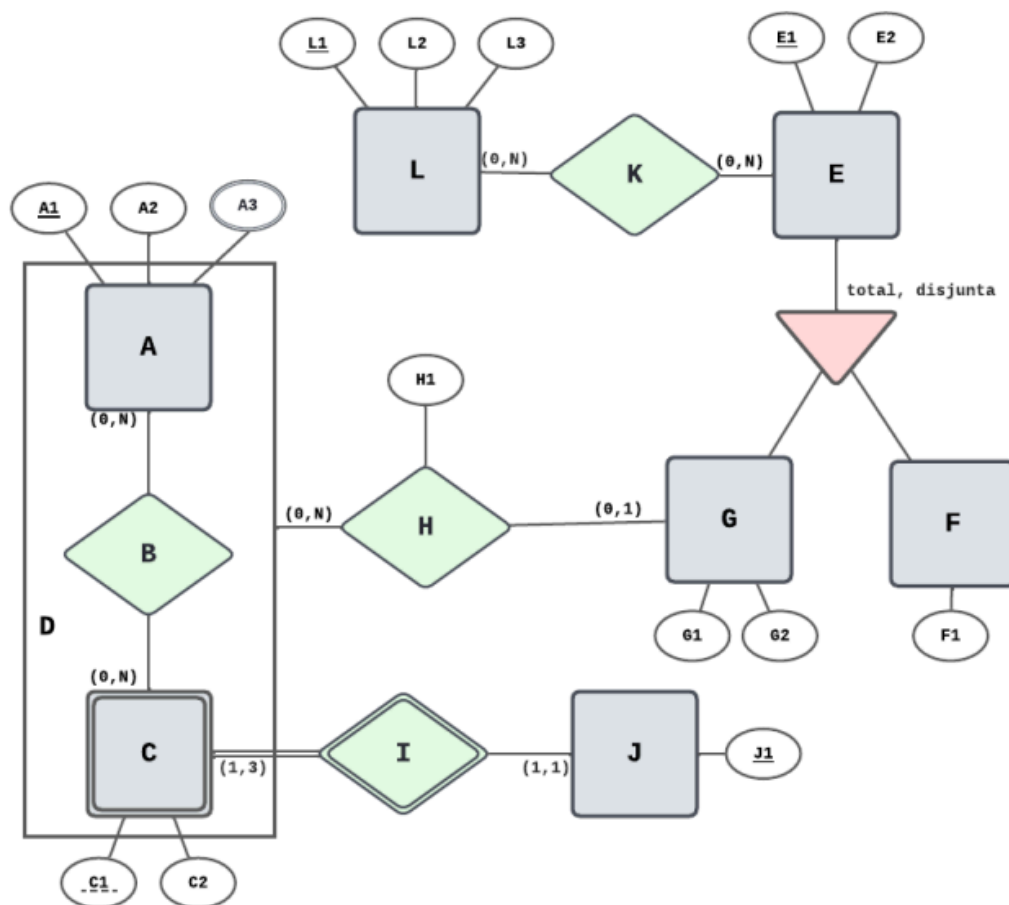 L1 L2 L3 E1 E2
L (0,N) K (0,N) E
A1 A2 A3
total, disjunta
A
(0,N)
H1
(0,N) H (0,1) G F
B
D
G1 G2 F1
(0,N)
C (1,3) I (1,1) J J1
C1 C2